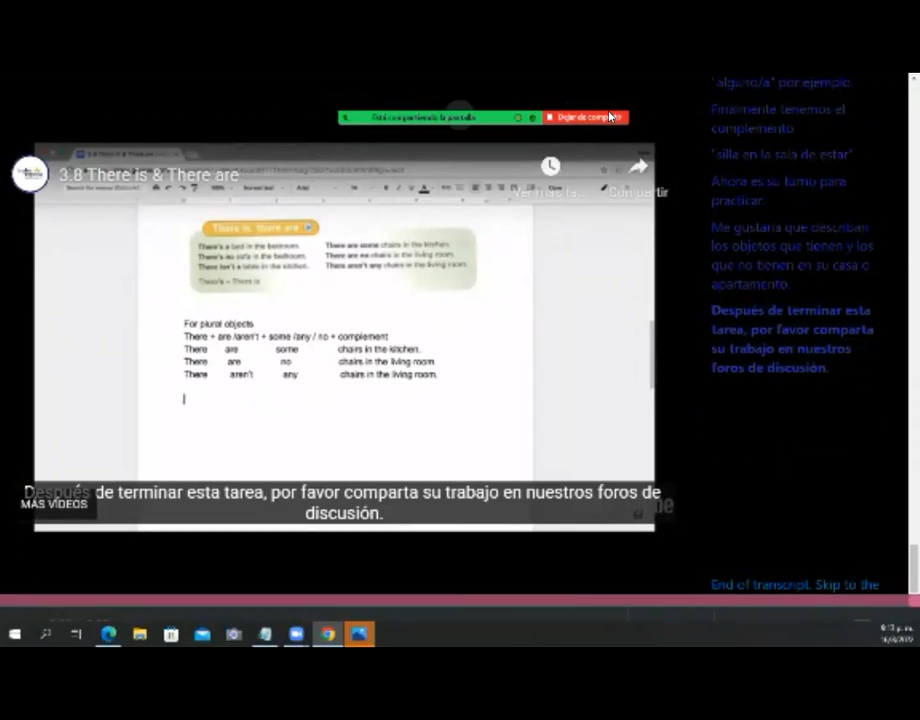 Está compartiendo la pantalla
Dejar de compartir
3.8 There is & There are
Compartir
There is, there are
There's a bed in the bedroom.
There's no sofa in the bedroom.
There isn't a table in the kitchen.
There's = There is
There are some chairs in the kitchen.
There are no chairs in the living room.
There aren't any chairs in the living room.
For plural objects
There + are /aren't + some /any / no + complement
There are some chairs in the kitchen.
There are no chairs in the living room
There aren't any chairs in the living room.
Después de terminar esta tarea, por favor comparta su trabajo en nuestros foros de
discusión.
MÁS VÍDEOS
"alguno/a" por ejemplo.
Finalmente tenemos el
complemento
"silla en la sala de estar"
Ahora es su turno para
practicar.
Me gustaría que describan
los objetos que tienen y los
que no tienen en su casa o
apartamento.
Después de terminar esta
tarea, por favor comparta
su trabajo en nuestros
foros de discusión.
End of transcript. Skip to the